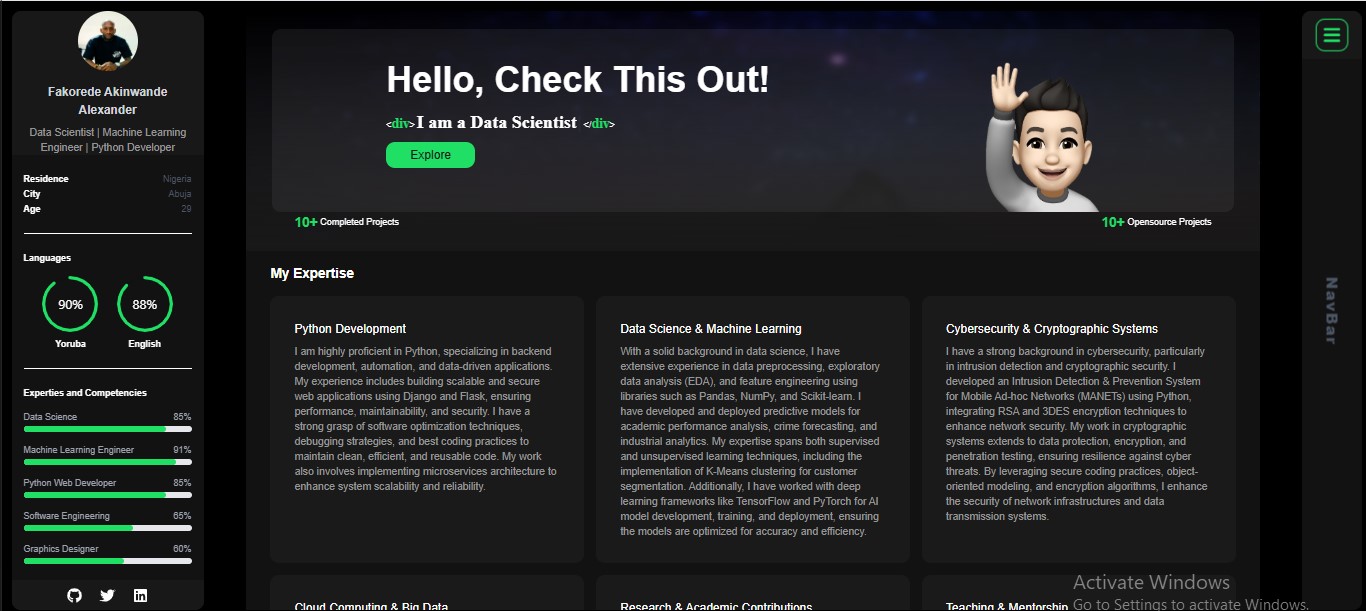 Fakorede Akinwande
Alexander
Data Scientist | Machine Learning
Engineer | Python Developer
Residence Nigeria
City Abuja
Age 29
Languages
90% 88%
Yoruba English
Experties and Competencies
Data Science 85%
Machine Learning Engineer 91%
Python Web Developer 85%
Software Engineering 65%
Graphics Designer 60%
Hello, Check This Out!
<div>I am a Data Scientist </div>
Explore
10+ Completed Projects
10+ Opensource Projects
My Expertise
Python Development
I am highly proficient in Python, specializing in backend
development, automation, and data-driven applications.
My experience includes building scalable and secure
web applications using Django and Flask, ensuring
performance, maintainability, and security. I have a
strong grasp of software optimization techniques,
debugging strategies, and best coding practices to
maintain clean, efficient, and reusable code. My work
also involves implementing microservices architecture to
enhance system scalability and reliability.
Data Science & Machine Learning
With a solid background in data science, I have
extensive experience in data preprocessing, exploratory
data analysis (EDA), and feature engineering using
libraries such as Pandas, NumPy, and Scikit-learn. I
have developed and deployed predictive models for
academic performance analysis, crime forecasting, and
industrial analytics. My expertise spans both supervised
and unsupervised learning techniques, including the
implementation of K-Means clustering for customer
segmentation. Additionally, I have worked with deep
learning frameworks like TensorFlow and PyTorch for AI
model development, training, and deployment, ensuring
the models are optimized for accuracy and efficiency.
Cybersecurity & Cryptographic Systems
I have a strong background in cybersecurity, particularly
in intrusion detection and cryptographic security. I
developed an Intrusion Detection & Prevention System
for Mobile Ad-hoc Networks (MANETs) using Python,
integrating RSA and 3DES encryption techniques to
enhance network security. My work in cryptographic
systems extends to data protection, encryption, and
penetration testing, ensuring resilience against cyber
threats. By leveraging secure coding practices, object-
oriented modeling, and encryption algorithms, I enhance
the security of network infrastructures and data
transmission systems.
Cloud Computing & Big Data
Research & Academic Contributions
Teaching & Mentorship
NavBar
Activate Windows
Go to Settings to activate Windows.